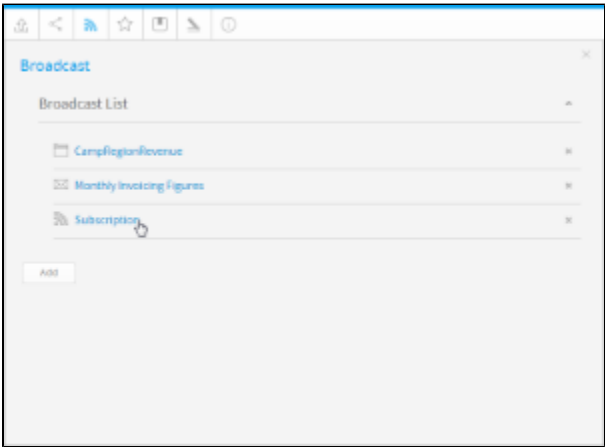 Broadcast
Broadcast List
CampRegionRevenue
Monthly Invoicing Figures
Subscription
Add